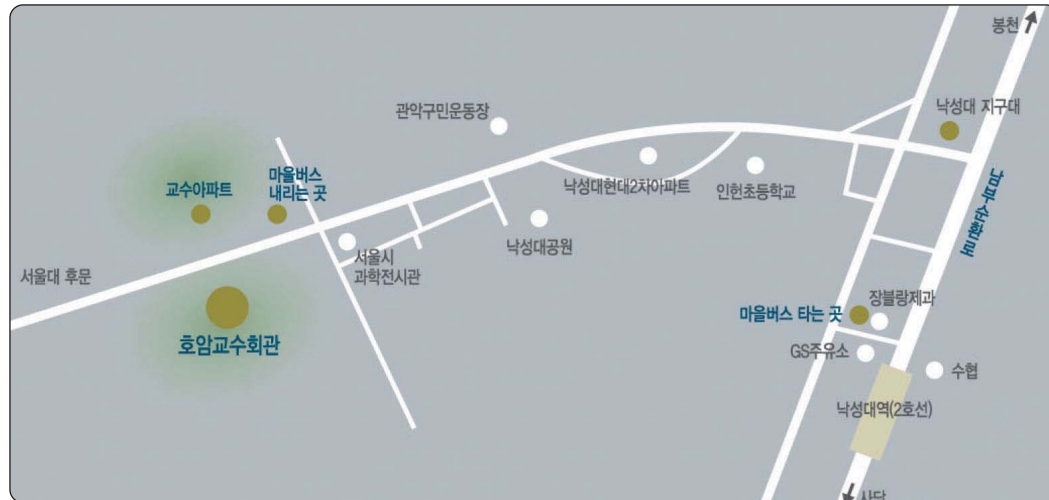 봉천
낙성대 지구대
관악구민운동장
교수아파트
마을버스
내리는 곳
낙성대현대2차아파트
인헌초등학교
남부순환로
낙성대공원
서울시
과학전시관
서울대 후문
호암교수회관
마을버스 타는 곳
장블랑제과
GS주유소
수협
낙성대역(2호선)
사당